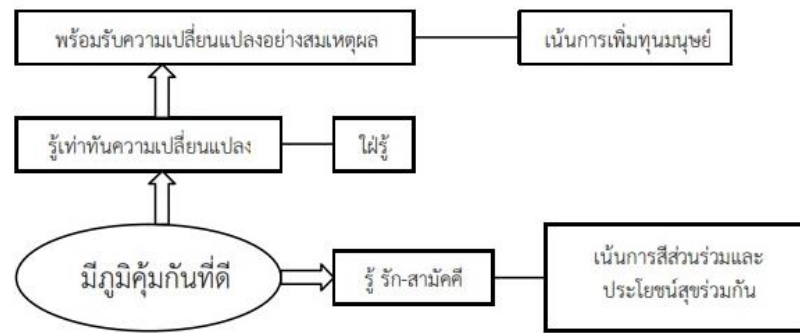 พร้อมรับความเปลี่ยนแปลงอย่างสมเหตุผล
เน้นการเพิ่มทุนมนุษย์
รู้เท่าทันความเปลี่ยนแปลง
ใฝ่รู้
มีภูมิคุ้มกันที่ดี
รู้ รัก-สามัคคี
เน้นการสีส่วนร่วมและ
ประโยชน์สุขร่วมกัน